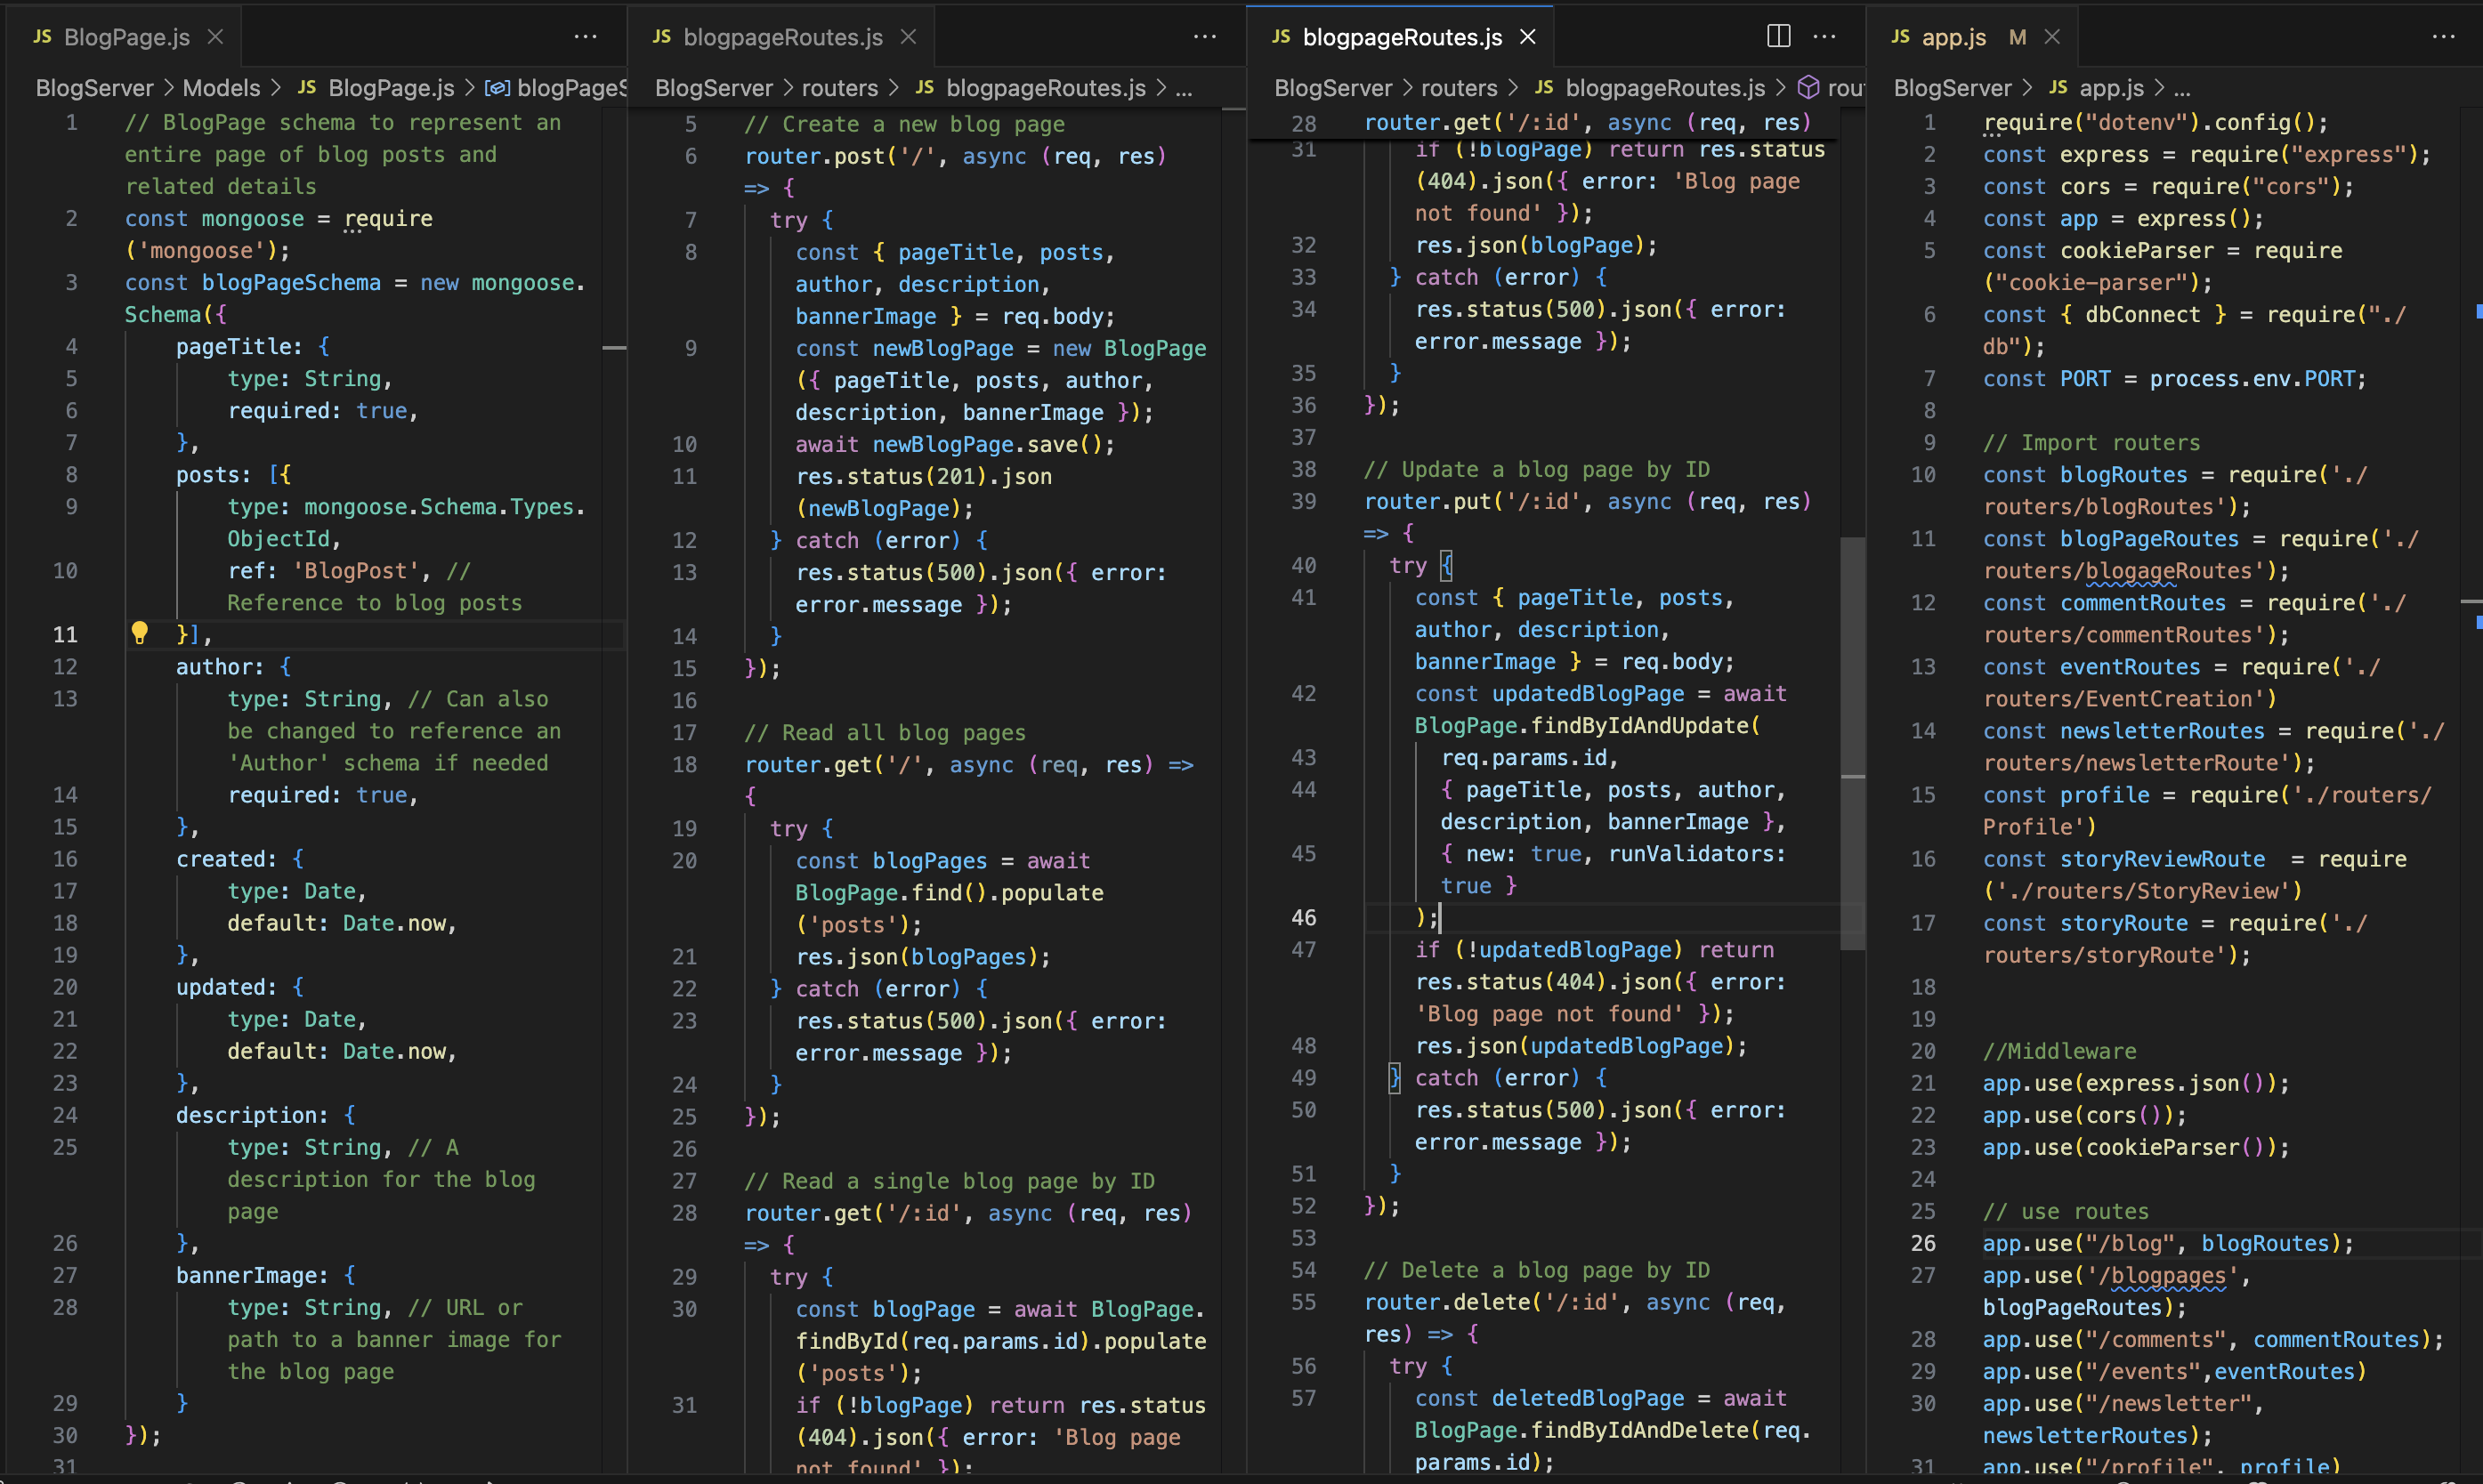 JS BlogPage.js
BlogServer > Models > JS BlogPage.js > blogPageS
1 // BlogPage schema to represent an
entire page of blog posts and
related details
2 const mongoose = require
('mongoose');
3 const blogPageSchema = new mongoose.
Schema({
4 pageTitle: {
5 type: String,
6 required: true,
7 },
8 posts: [{
9 type: mongoose.Schema.Types.
ObjectId,
10 ref: 'BlogPost', //
Reference to blog posts
11 }],
12 author: {
13 type: String, // Can also
be changed to reference an
'Author' schema if needed
14 required: true,
15 },
16 created: {
17 type: Date,
18 default: Date.now,
19 },
20 updated: {
21 type: Date,
22 default: Date.now,
23 },
24 description: {
25 type: String, // A
description for the blog
page
26 },
27 bannerImage: {
28 type: String, // URL or
path to a banner image for
the blog page
29 }
30 });
31
JS blogpageRoutes.js
BlogServer > routers > JS blogpageRoutes.js > ...
5 // Create a new blog page
6 router.post('/', async (req, res)
=> {
7 try {
8 const { pageTitle, posts,
author, description,
bannerImage } = req.body;
9 const newBlogPage = new BlogPage
({ pageTitle, posts, author,
description, bannerImage });
10 await newBlogPage.save();
11 res.status(201).json
(newBlogPage);
12 } catch (error) {
13 res.status(500).json({ error:
error.message });
14 }
15 });
16
17 // Read all blog pages
18 router.get('/', async (req, res) =>
{
19 try {
20 const blogPages = await
BlogPage.find().populate
('posts');
21 res.json(blogPages);
22 } catch (error) {
23 res.status(500).json({ error:
error.message });
24 }
25 });
26
27 // Read a single blog page by ID
28 router.get('/:id', async (req, res)
=> {
29 try {
30 const blogPage = await BlogPage.
findById(req.params.id).populate
('posts');
31 if (!blogPage) return res.status
(404).json({ error: 'Blog page
not found' });
JS blogpageRoutes.js
BlogServer > routers > JS blogpageRoutes.js > rout
28 router.get('/:id', async (req, res)
31 if (!blogPage) return res.status
(404).json({ error: 'Blog page
not found' });
32 res.json(blogPage);
33 } catch (error) {
34 res.status(500).json({ error:
error.message });
35 }
36 });
37
38 // Update a blog page by ID
39 router.put('/:id', async (req, res)
=> {
40 try {
41 const { pageTitle, posts,
author, description,
bannerImage } = req.body;
42 const updatedBlogPage = await
BlogPage.findByIdAndUpdate(
43 req.params.id,
44 { pageTitle, posts, author,
description, bannerImage },
45 { new: true, runValidators:
true }
46 );
47 if (!updatedBlogPage) return
res.status(404).json({ error:
'Blog page not found' });
48 res.json(updatedBlogPage);
49 } catch (error) {
50 res.status(500).json({ error:
error.message });
51 }
52 });
53
54 // Delete a blog page by ID
55 router.delete('/:id', async (req,
res) => {
56 try {
57 const deletedBlogPage = await
BlogPage.findByIdAndDelete(req.
params.id);
JS app.js M
BlogServer > JS app.js > ...
1 require("dotenv").config();
2 const express = require("express");
3 const cors = require("cors");
4 const app = express();
5 const cookieParser = require
("cookie-parser");
6 const { dbConnect } = require("./
db");
7 const PORT = process.env.PORT;
8
9 // Import routers
10 const blogRoutes = require('./
routers/blogRoutes');
11 const blogPageRoutes = require('./
routers/blogageRoutes');
12 const commentRoutes = require('./
routers/commentRoutes');
13 const eventRoutes = require('./
routers/EventCreation')
14 const newsletterRoutes = require('./
routers/newsletterRoute');
15 const profile = require('./routers/
Profile')
16 const storyReviewRoute = require
('./routers/StoryReview')
17 const storyRoute = require('./
routers/storyRoute');
18
19
20 //Middleware
21 app.use(express.json());
22 app.use(cors());
23 app.use(cookieParser());
24
25 // use routes
26 app.use("/blog", blogRoutes);
27 app.use('/blogpages',
blogPageRoutes);
28 app.use("/comments", commentRoutes);
29 app.use("/events",eventRoutes)
30 app.use("/newsletter",
newsletterRoutes);
31 app.use("/profile", profile)